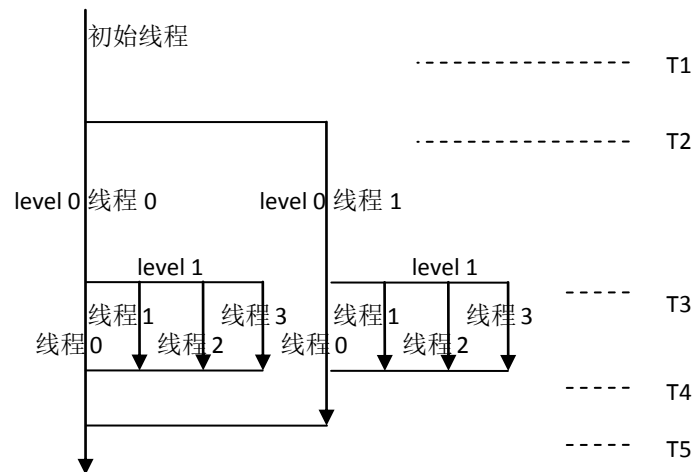 初始线程
T1
T2
level 0 线程 0
level 0 线程 1
level 1
level 1
T3
线程 1
线程 3
线程 1
线程 3
线程 0
线程 2
线程 0
线程 2
T4
T5